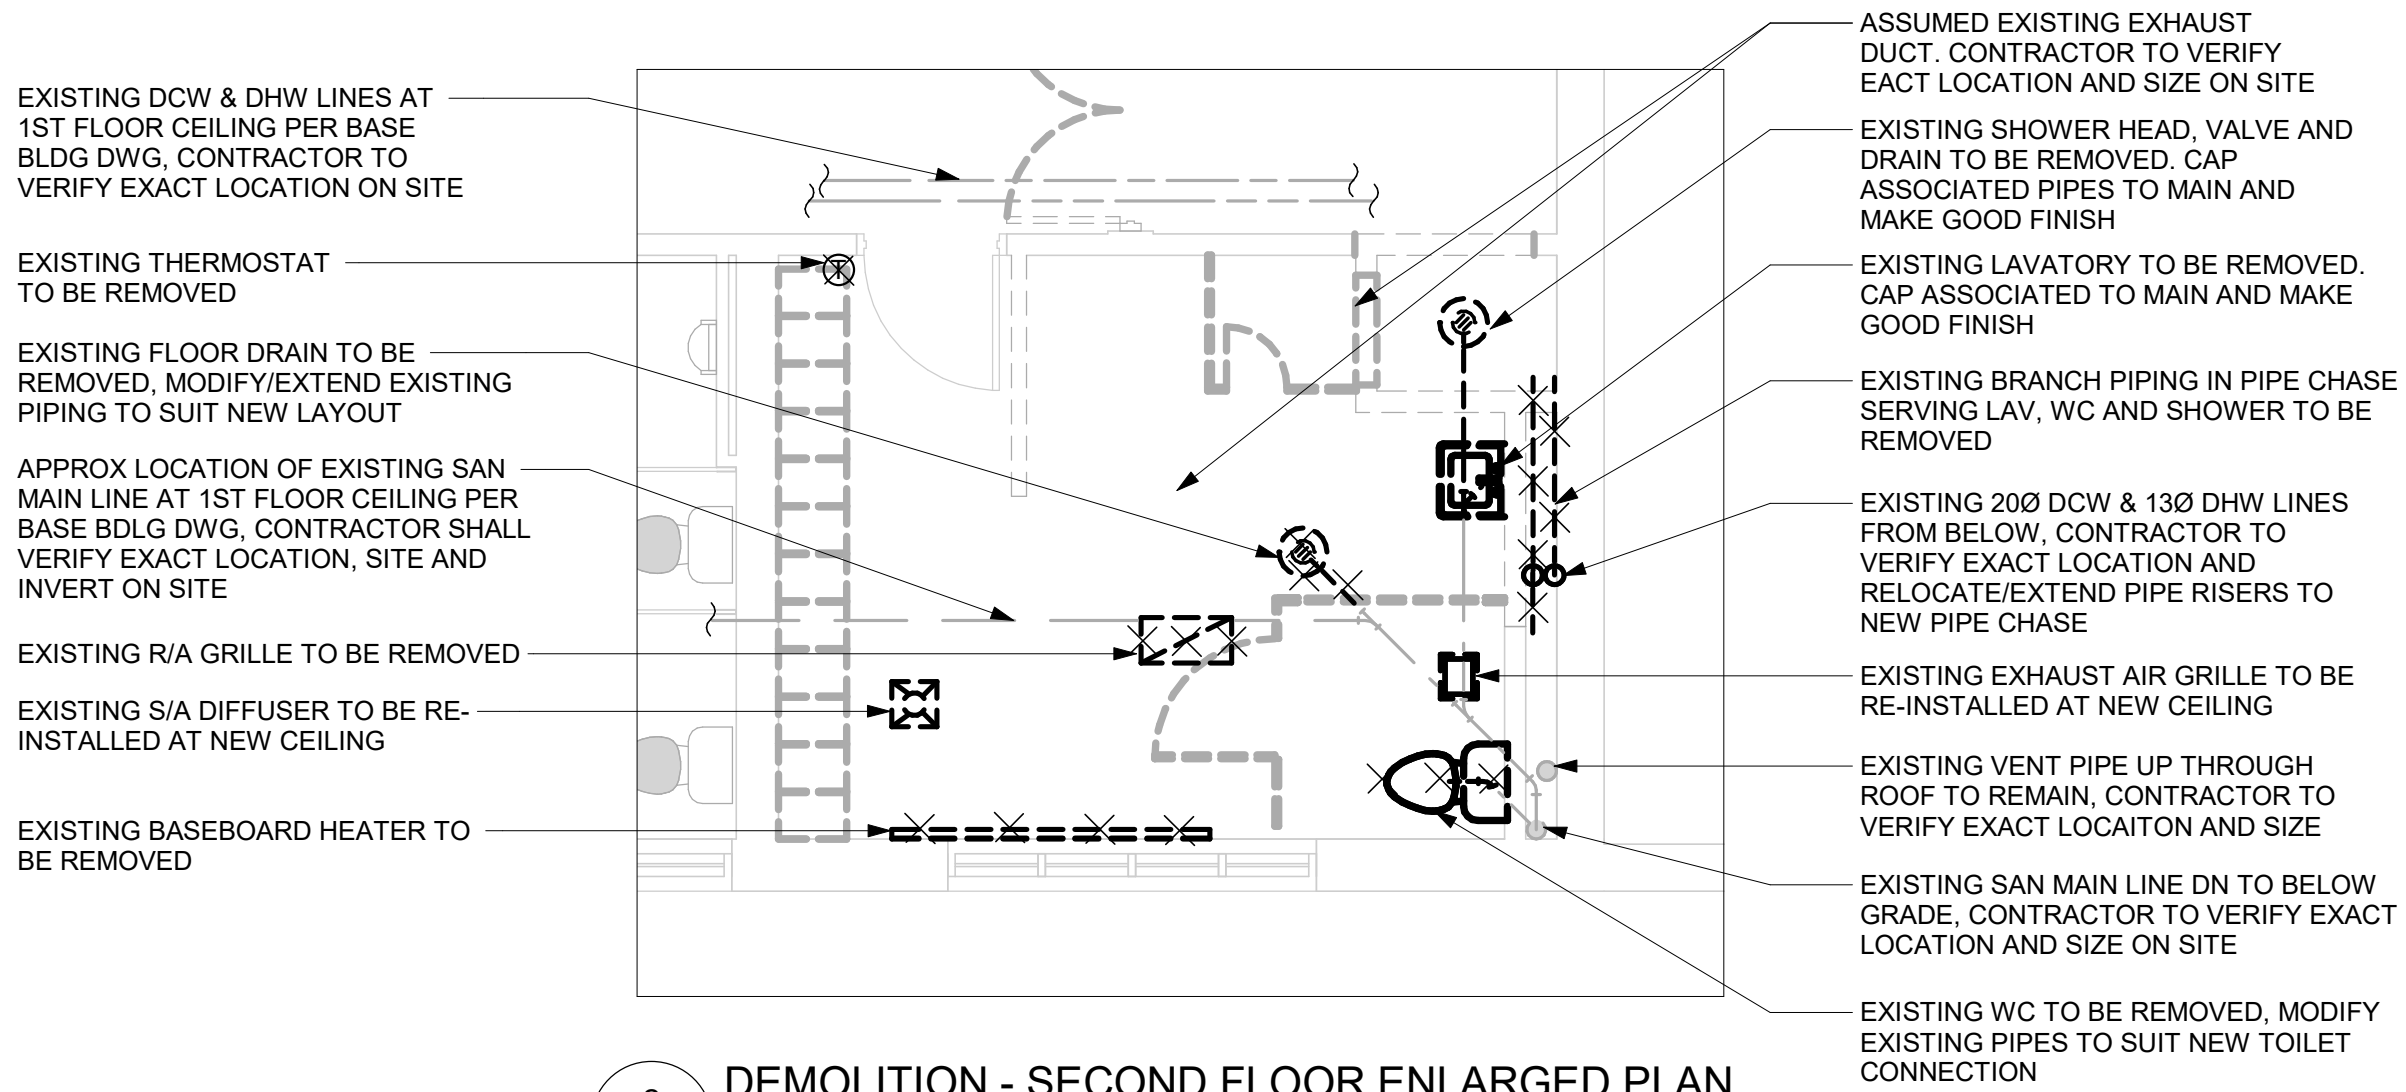 EXISTING DCW & DHW LINES AT
1ST FLOOR CEILING PER BASE
BLDG DWG, CONTRACTOR TO
VERIFY EXACT LOCATION ON SITE
EXISTING THERMOSTAT
TO BE REMOVED
EXISTING FLOOR DRAIN TO BE
REMOVED, MODIFY/EXTEND EXISTING
PIPING TO SUIT NEW LAYOUT
APPROX LOCATION OF EXISTING SAN
MAIN LINE AT 1ST FLOOR CEILING PER
BASE BDLG DWG, CONTRACTOR SHALL
VERIFY EXACT LOCATION, SITE AND
INVERT ON SITE
EXISTING R/A GRILLE TO BE REMOVED
EXISTING S/A DIFFUSER TO BE RE-
INSTALLED AT NEW CEILING
EXISTING BASEBOARD HEATER TO
BE REMOVED
T
ASSUMED EXISTING EXHAUST
DUCT. CONTRACTOR TO VERIFY
EACT LOCATION AND SIZE ON SITE
EXISTING SHOWER HEAD, VALVE AND
DRAIN TO BE REMOVED. CAP
ASSOCIATED PIPES TO MAIN AND
MAKE GOOD FINISH
EXISTING LAVATORY TO BE REMOVED.
CAP ASSOCIATED TO MAIN AND MAKE
GOOD FINISH
EXISTING BRANCH PIPING IN PIPE CHASE
SERVING LAV, WC AND SHOWER TO BE
REMOVED
EXISTING 20Ø DCW & 13Ø DHW LINES
FROM BELOW, CONTRACTOR TO
VERIFY EXACT LOCATION AND
RELOCATE/EXTEND PIPE RISERS TO
NEW PIPE CHASE
EXISTING EXHAUST AIR GRILLE TO BE
RE-INSTALLED AT NEW CEILING
EXISTING VENT PIPE UP THROUGH
ROOF TO REMAIN, CONTRACTOR TO
VERIFY EXACT LOCAITON AND SIZE
EXISTING SAN MAIN LINE DN TO BELOW
GRADE, CONTRACTOR TO VERIFY EXACT
LOCATION AND SIZE ON SITE
EXISTING WC TO BE REMOVED, MODIFY
EXISTING PIPES TO SUIT NEW TOILET
CONNECTION
DEMOLITION - SECOND FLOOR ENLARGED PLAN